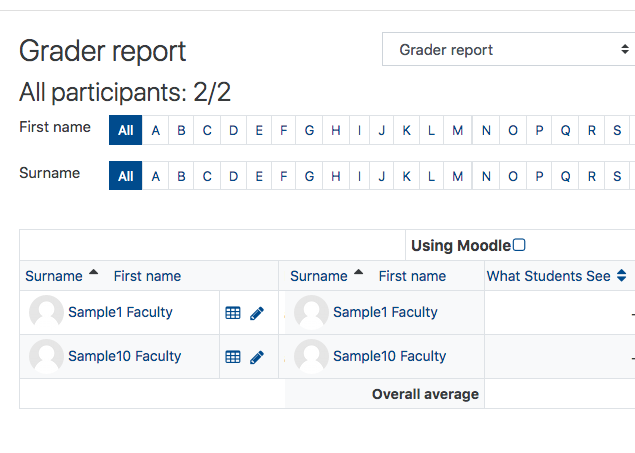 Grader report
Grader report
All participants: 2/2
First name All A B C D E F G H I J K L M N O P Q R S
Surname All A B C D E F G H I J K L M N O P Q R S
Using Moodle
Surname First name Surname First name What Students See
Sample1 Faculty Sample1 Faculty -
Sample10 Faculty Sample10 Faculty -
Overall average